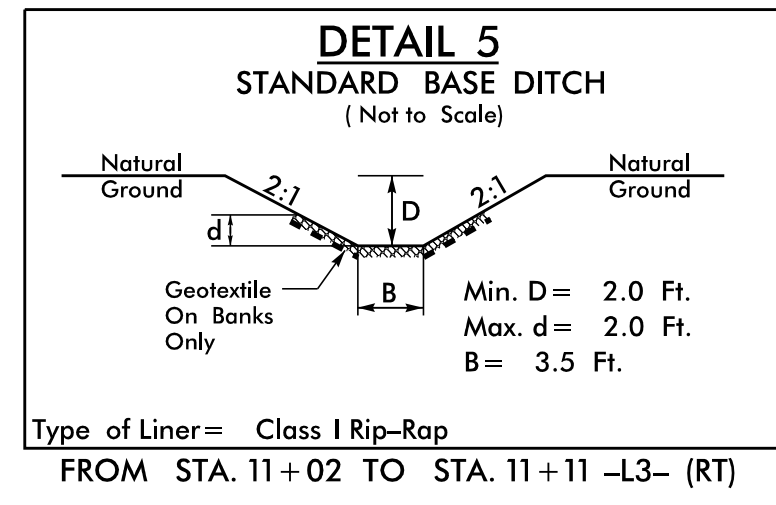 DETAIL 5
STANDARD BASE DITCH
( Not to Scale)
Natural
Ground
2:1
D
2:1
Natural
Ground
d
B
Geotextile
On Banks
Only
Min. D= 2.0 Ft.
Max. d= 2.0 Ft.
B= 3.5 Ft.
Type of Liner= Class I Rip-Rap
FROM STA. 11+02 TO STA. 11+11 -L3- (RT)